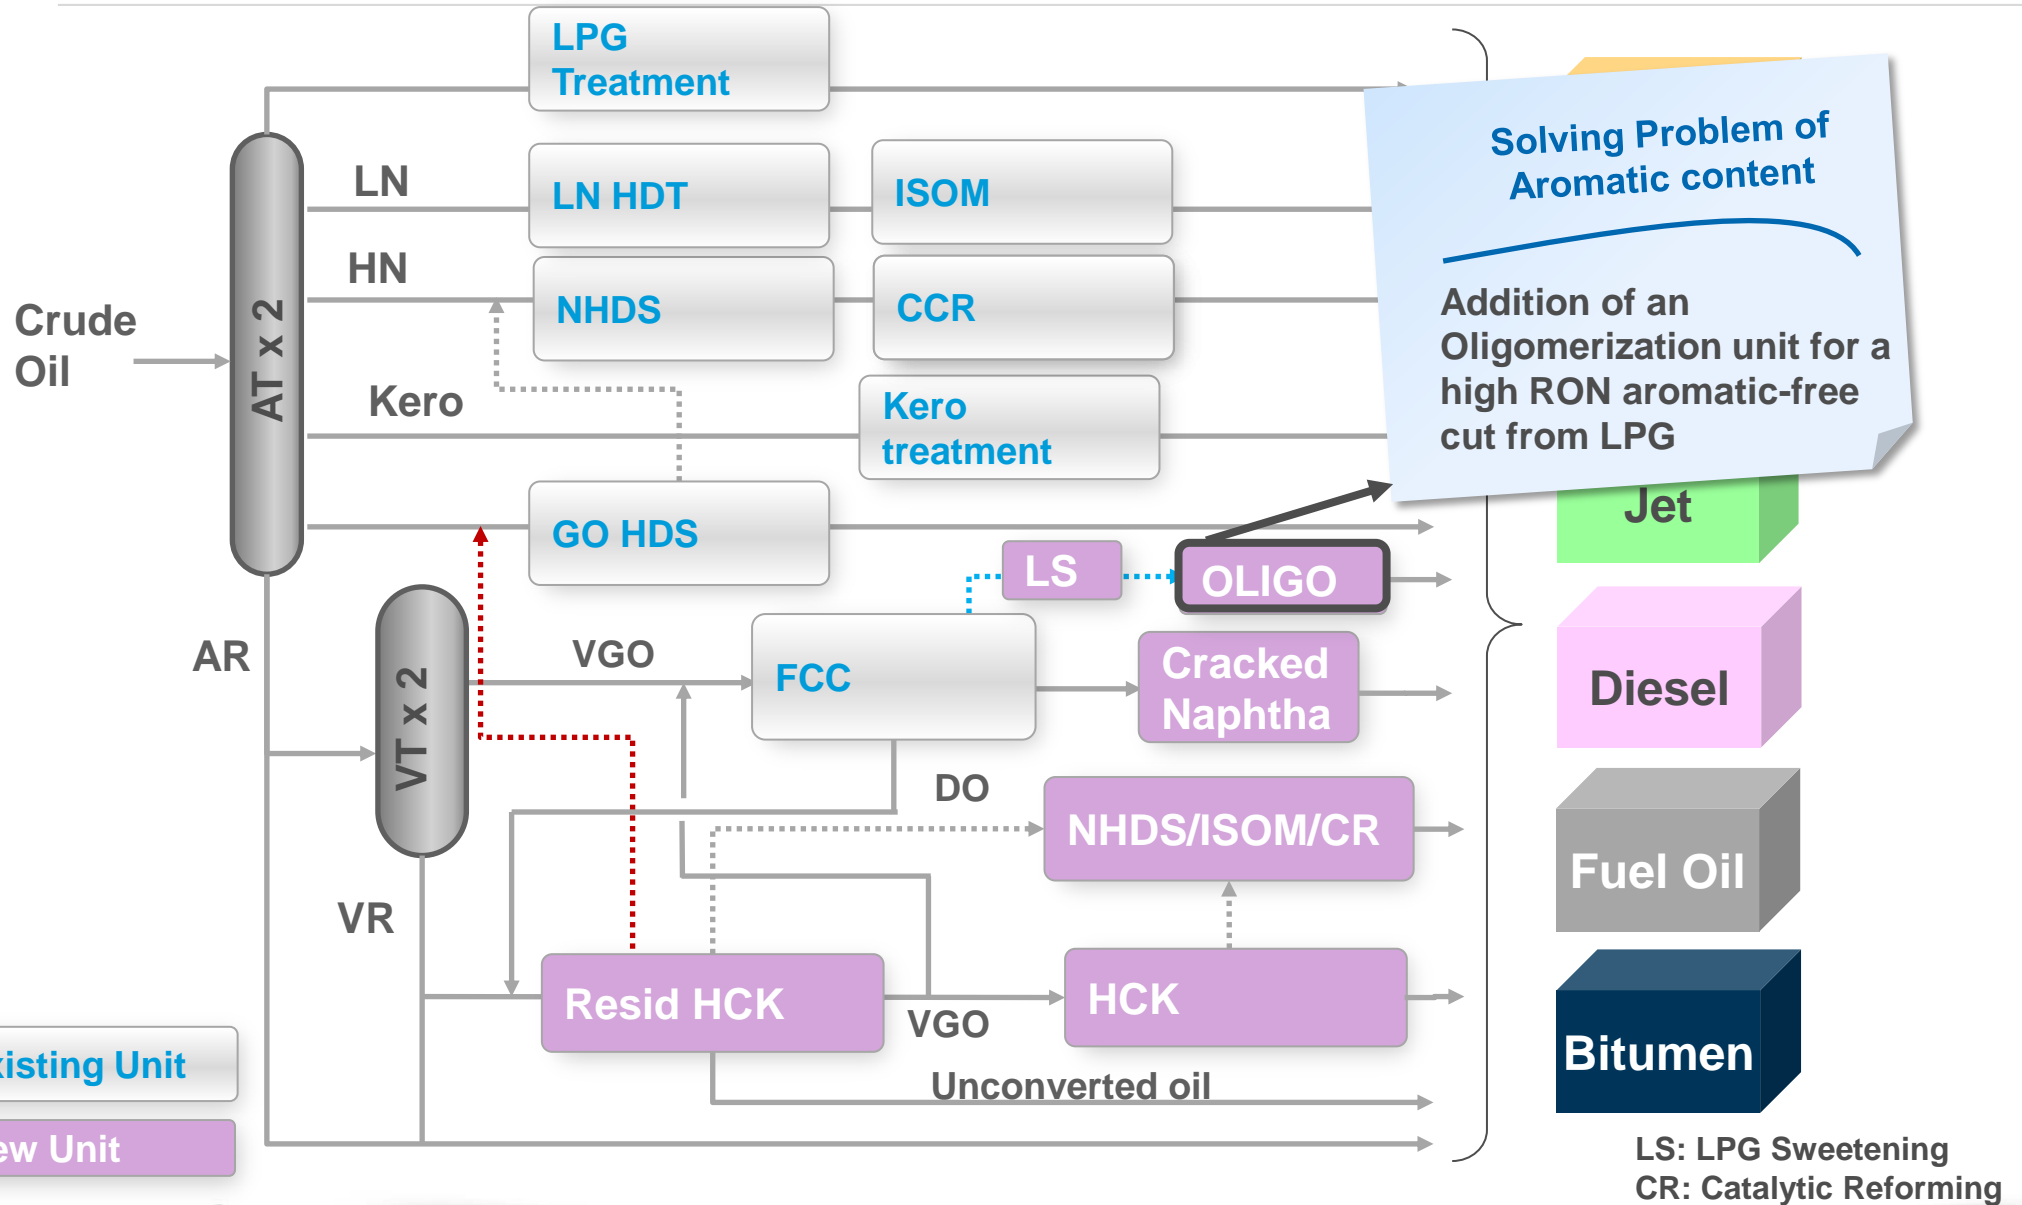 LPG
Treatment
LN
LN HDT
ISOM
HN
NHDS
CCR
Crude
Oil
AT x 2
Kero
Kero
treatment
GO HDS
Solving Problem of
Aromatic content
Addition of an
Oligomerization unit for a
high RON aromatic-free
cut from LPG
Jet
LS
OLIGO
AR
VT x 2
VGO
FCC
Cracked
Naphtha
Diesel
DO
NHDS/ISOM/CR
Fuel Oil
VR
Resid HCK
VGO
HCK
Bitumen
Unconverted oil
Unit
Unit
LS: LPG Sweetening
CR: Catalytic Reforming